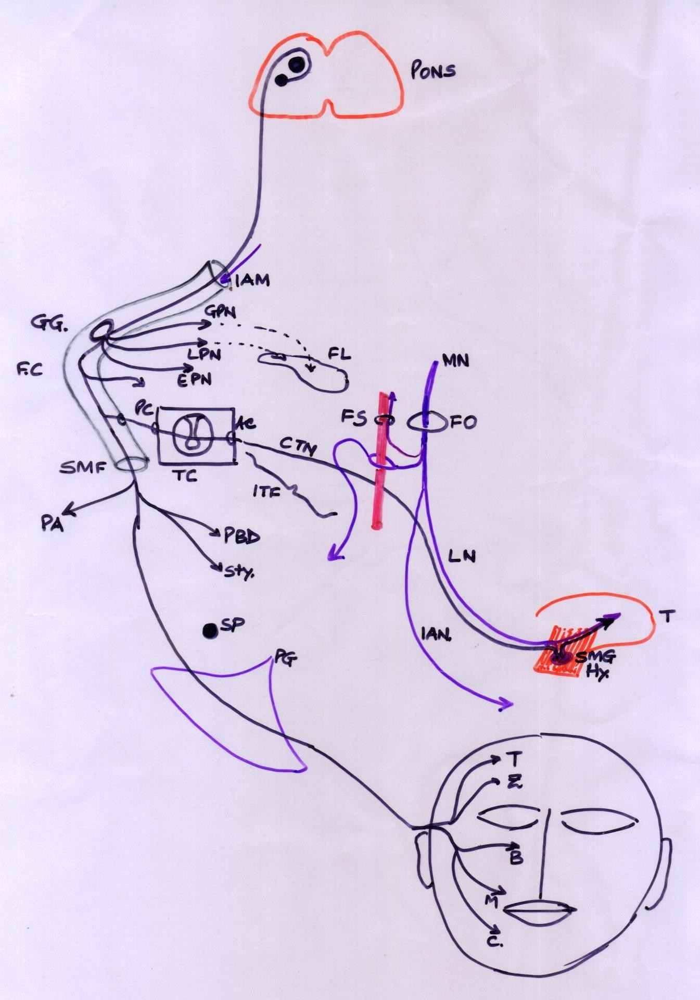 PONS
IAM
GG.
GPN
LPN
F.C
EPN
FL
MN
PC
AC
FS
FO
CTN
SMF
TC
ITF
PA
PBD
Sty.
LN
SP
T
IAN.
SMG
Hy.
PG
T
Z
B
M
C.